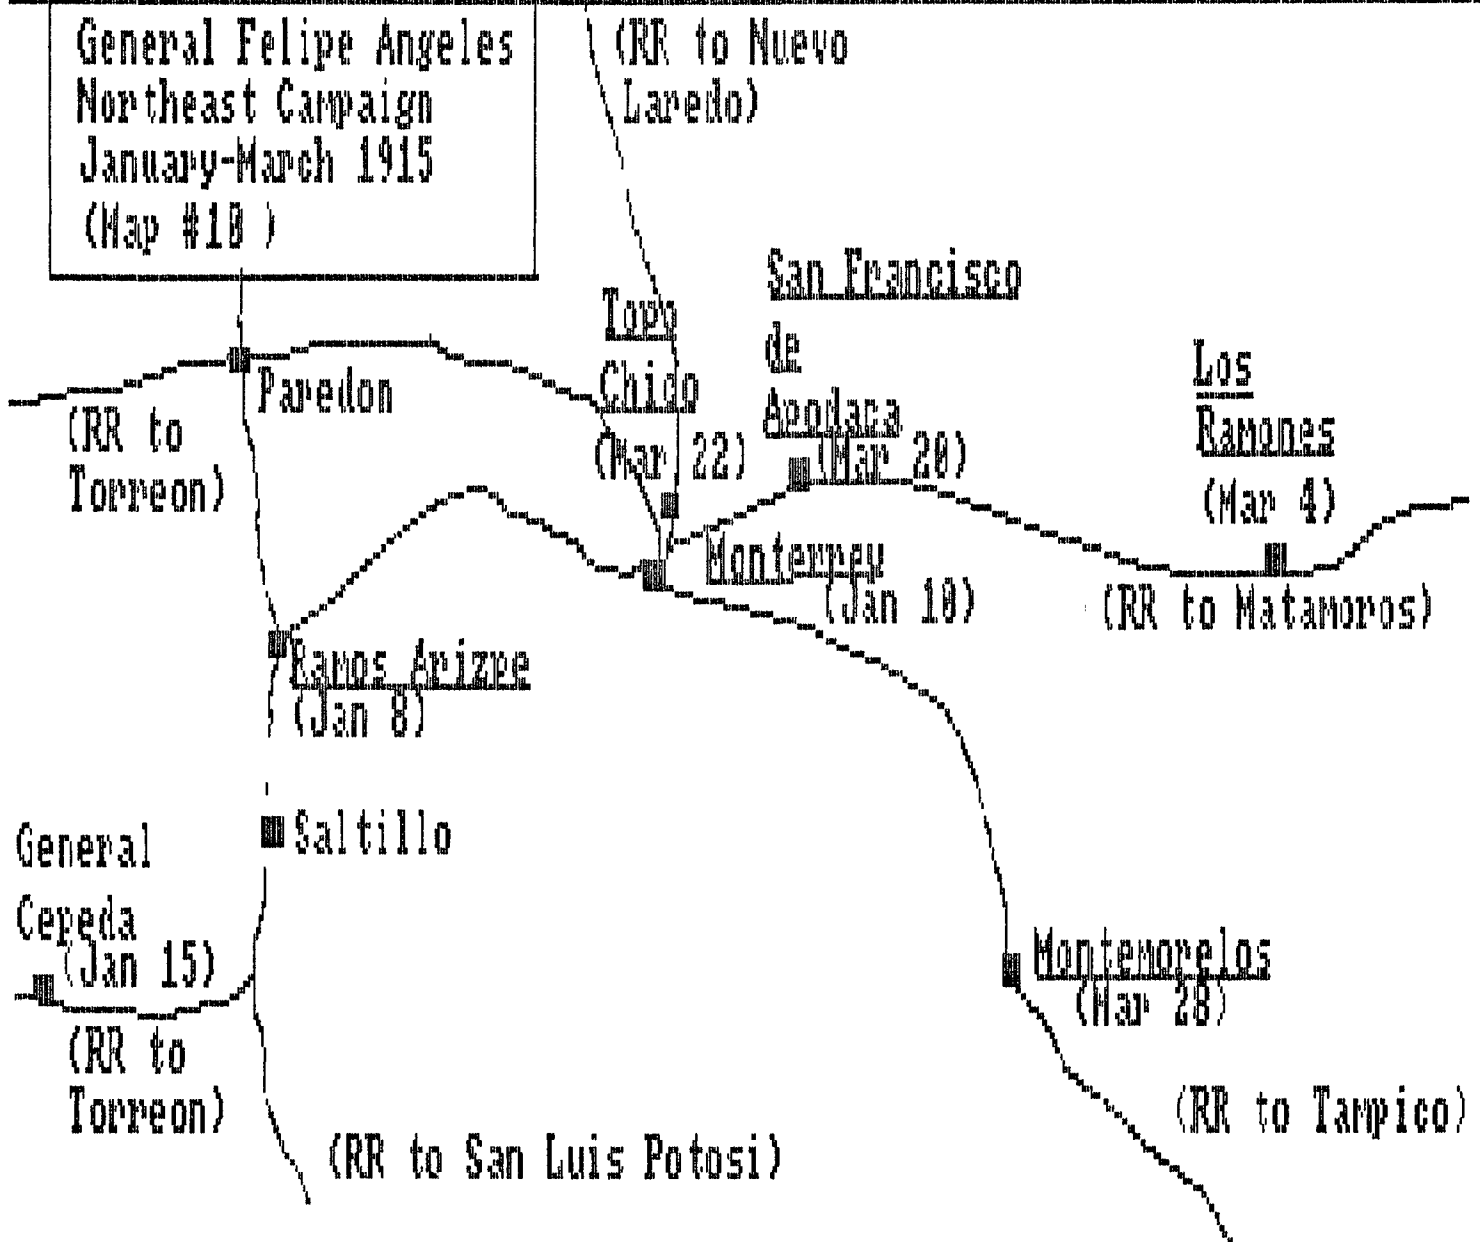 General Felipe Angeles
Northeast Campaign
January-March 1915
(Map #10 )
(RR to Nuevo
Laredo)
San Francisco
de
Apodaca
(Mar 20)
Topo
Chico
(Mar 22)
Los
Ramones
(Mar 4)
Paredon
(RR to
Torreon)
Monterrey
(Jan 10)
(RR to Matamoros)
Ramos Arizpe
(Jan 8)
Saltillo
General
Cepeda
(Jan 15)
(RR to
Torreon)
Montemorelos
(Mar 28)
(RR to Tampico)
(RR to San Luis Potosi)